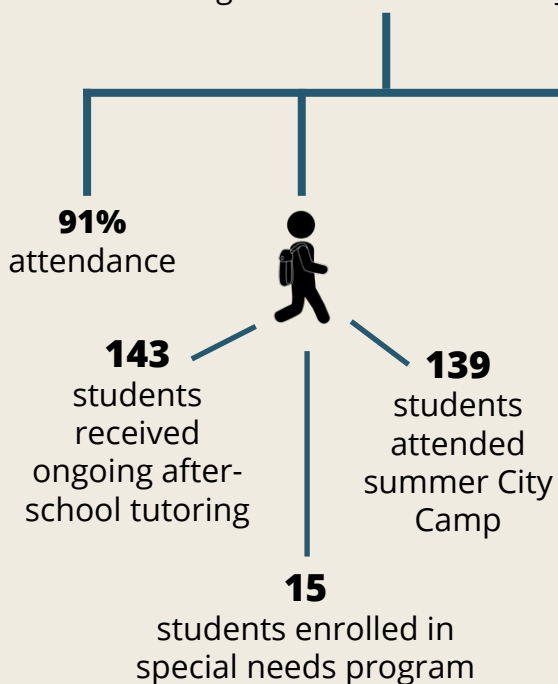 91%
attendance
143
students
received
ongoing after-
school tutoring
139
students
attended
summer City
Camp
15
students enrolled in
special needs program